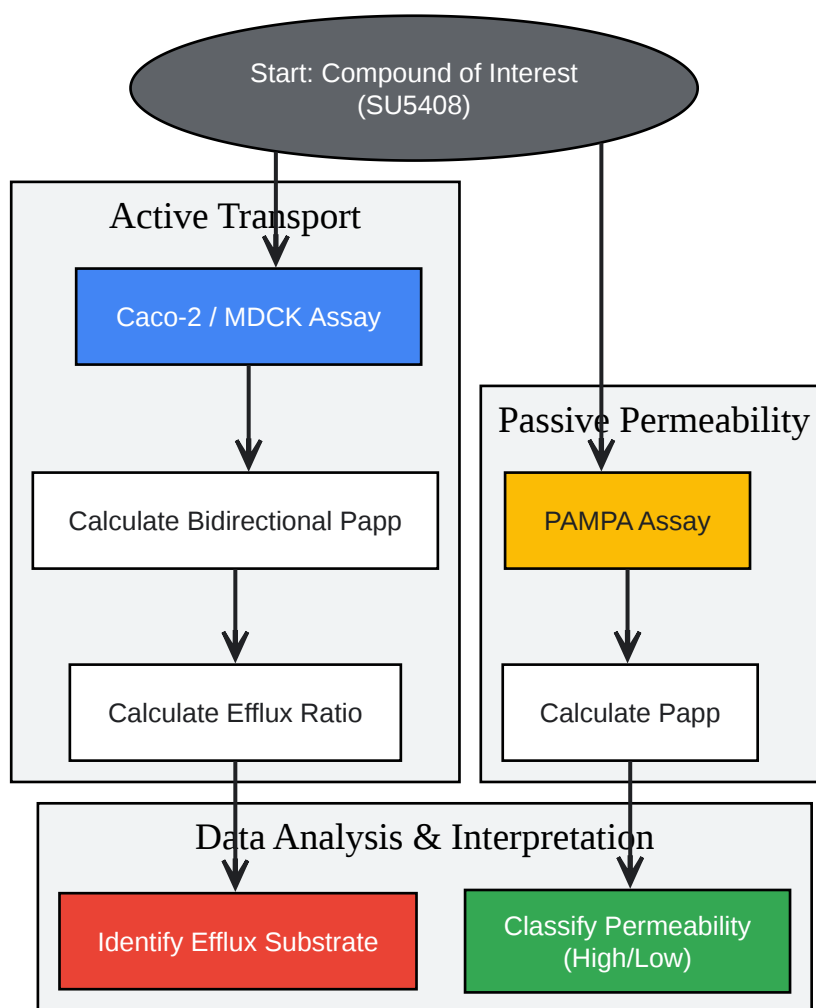 Start: Compound of Interest
(SU5408)
Active Transport
Caco-2 / MDCK Assay
Calculate Bidirectional Papp
Calculate Efflux Ratio
Passive Permeability
PAMPA Assay
Calculate Papp
Data Analysis & Interpretation
Identify Efflux Substrate
Classify Permeability
(High/Low)